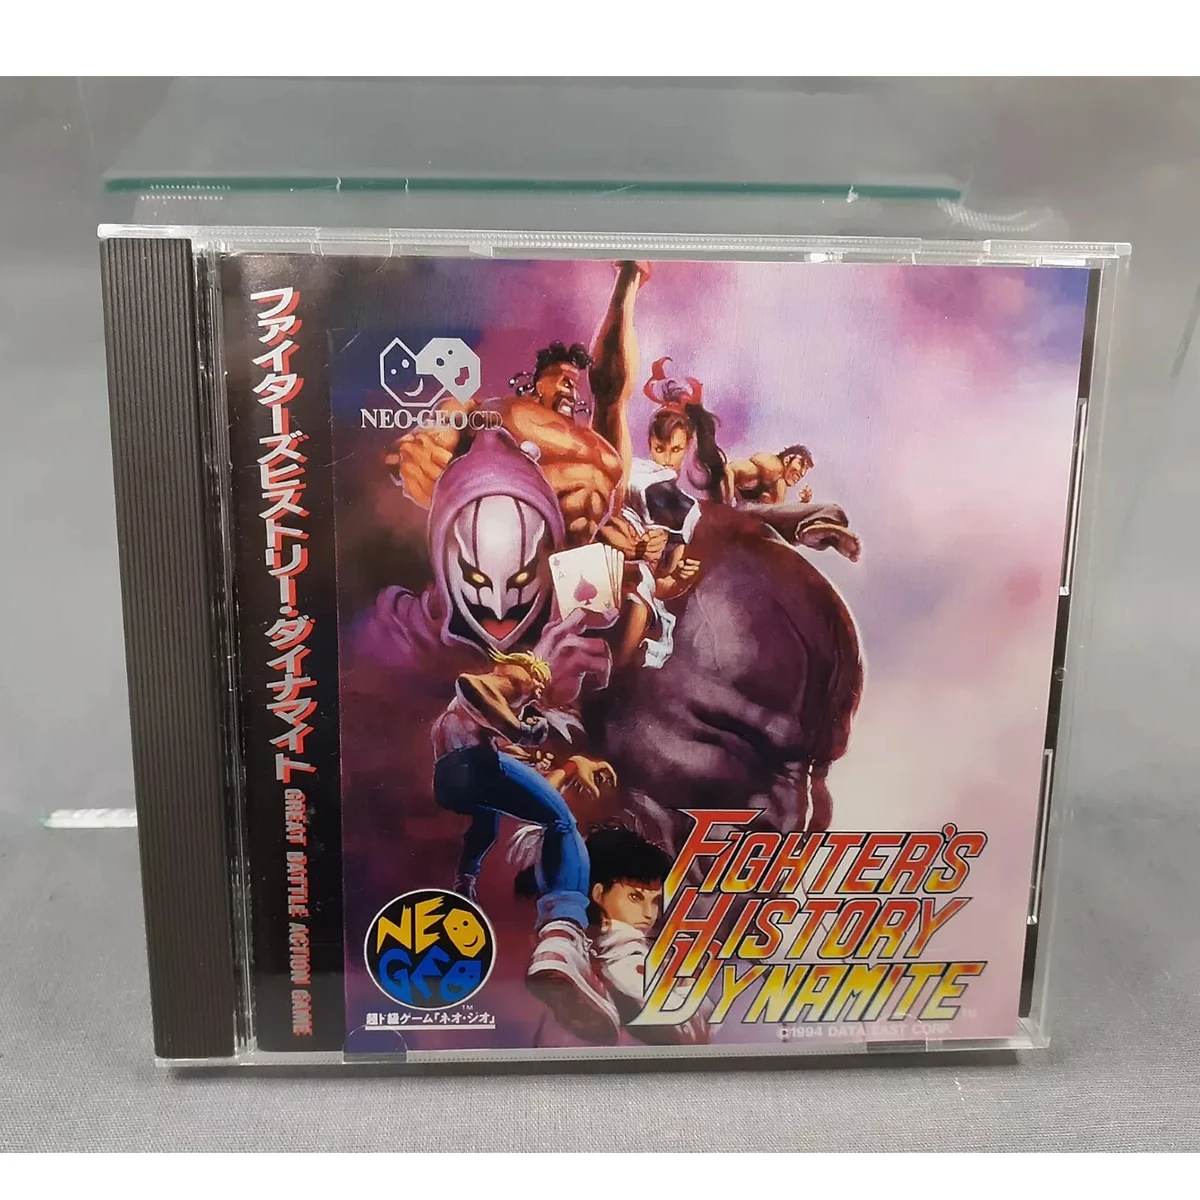 ファイターズヒストリー・ダイナマイト
GREAT BATTLE ACTION GAME
NEO·GEO CD
A
NEO
GEO
TM
超ド級ゲーム「ネオ・ジオ」
FIGHTER'S
HISTORY
DYNAMITE
TM
©1994 DATA EAST CORP.